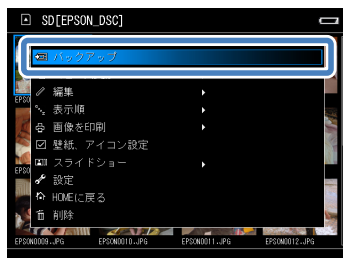 SD[EPSON_DSC]
バックアップ
編集
表示順
画像を印刷
壁紙、アイコン設定
スライドショー
設定
HOMEに戻る
削除
EPSON0009.JPG EPSON0010.JPG EPSON0011.JPG EPSON0012.JPG